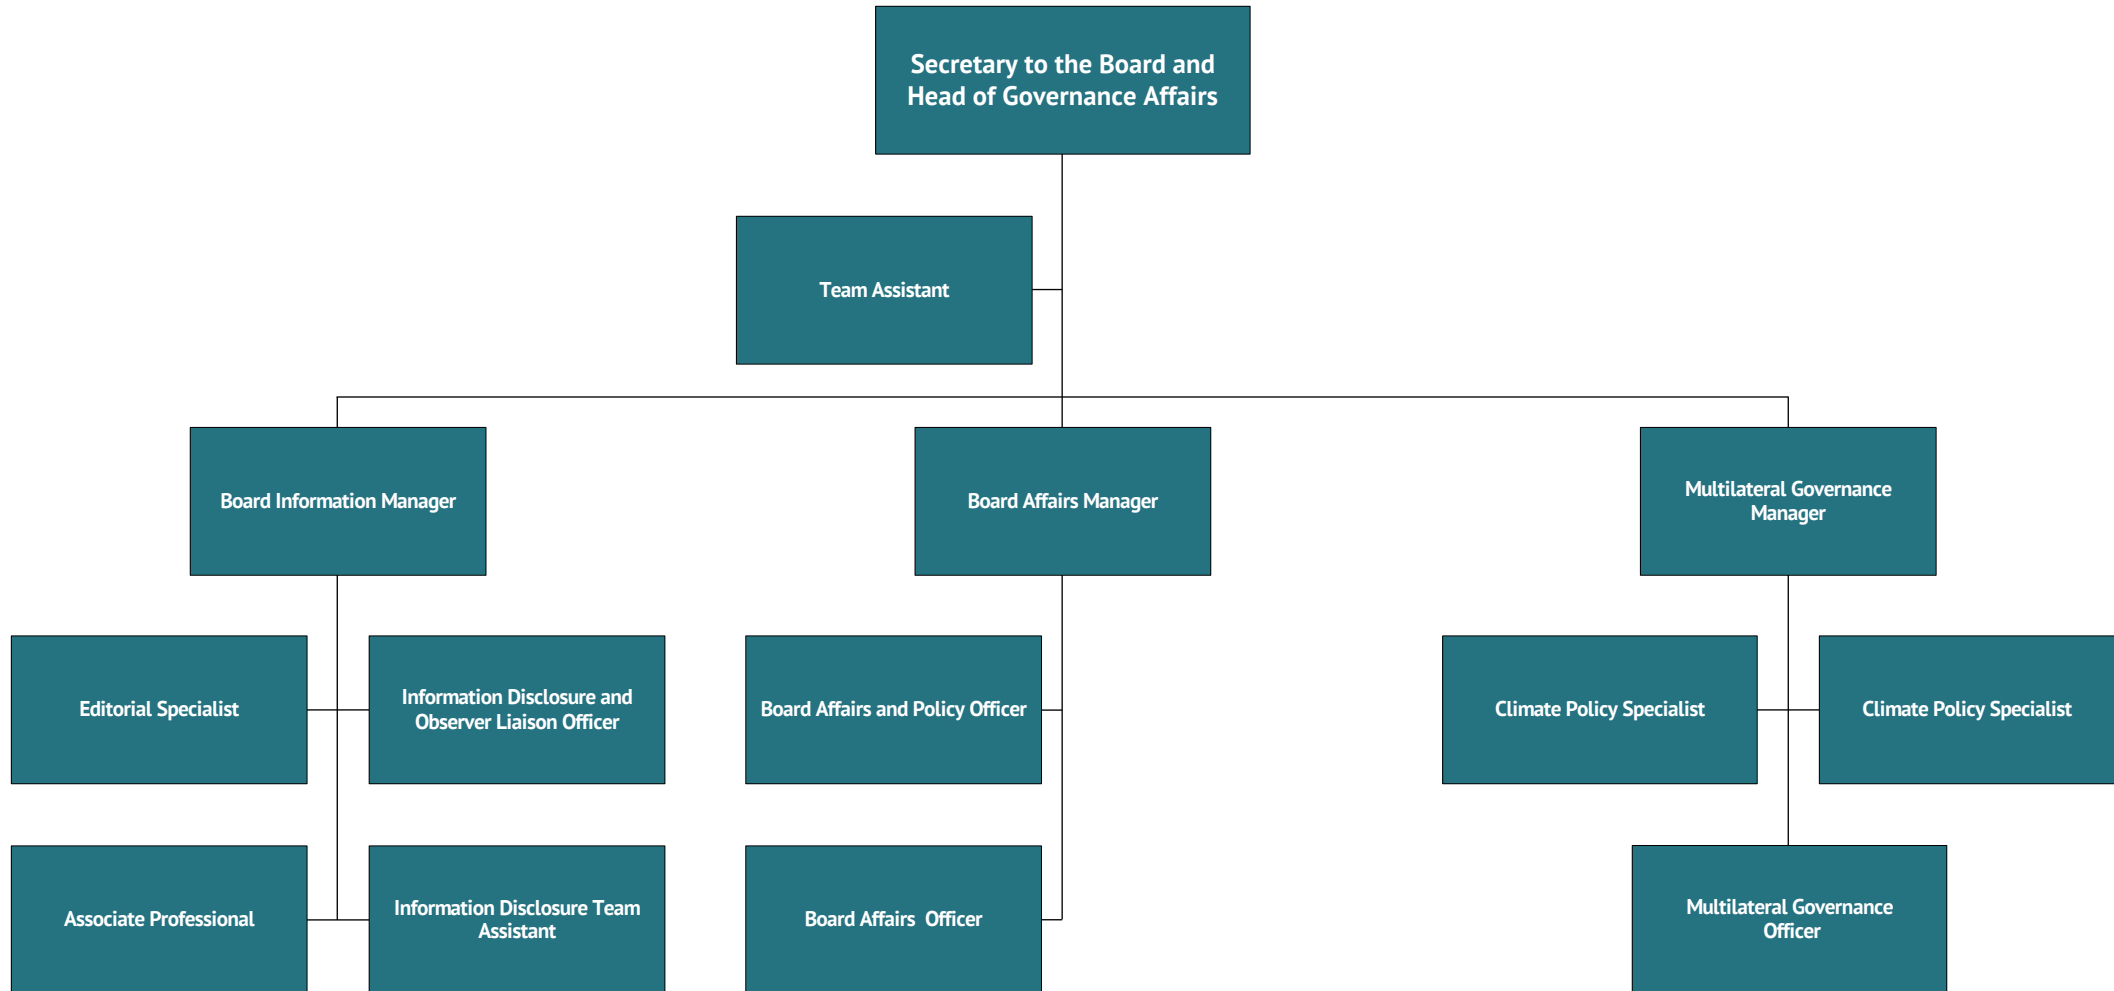 Secretary to the Board and
Head of Governance Affairs
Team Assistant
Board Information Manager
Board Affairs Manager
Multilateral Governance
Manager
Editorial Specialist
Information Disclosure and
Observer Liaison Officer
Board Affairs and Policy Officer
Climate Policy Specialist
Climate Policy Specialist
Associate Professional
Information Disclosure Team
Assistant
Board Affairs  Officer
Multilateral Governance
Officer